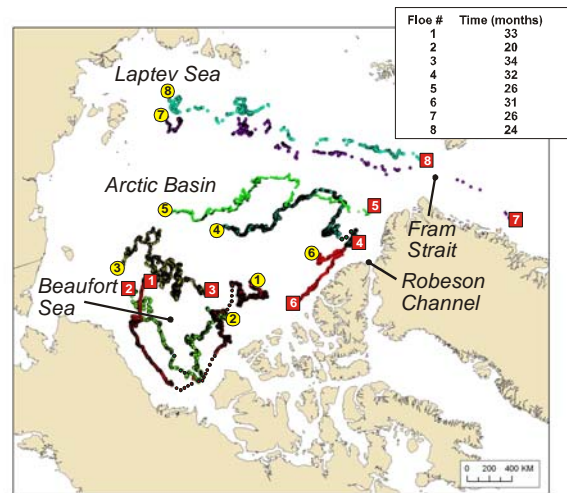 Floe # Time (months)
1 33
2 20
3 34
4 32
5 26
6 31
7 26
8 24
Laptev Sea
8
7
8
Arctic Basin
5
4
5
7
Fram
Strait
4
6
Robeson
Channel
3
2
1
3
1
6
Beaufort
Sea
2
0 200 400 KM